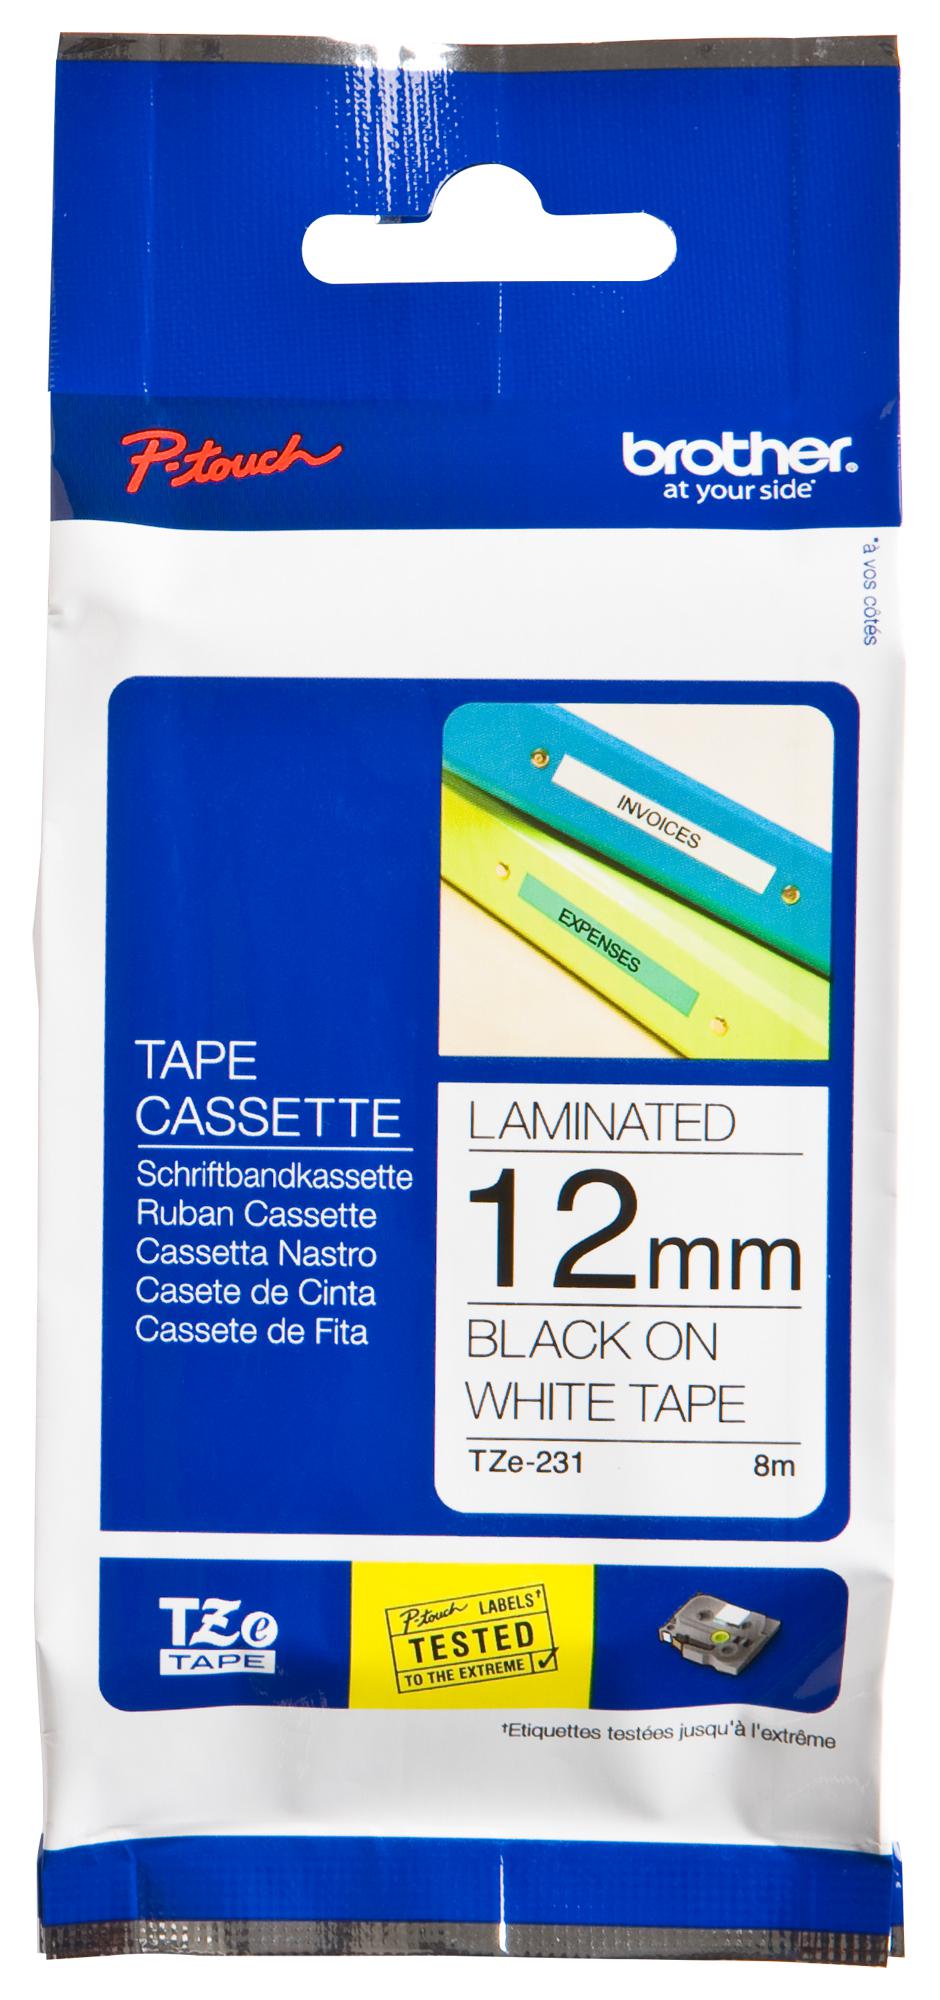 P-touch
brother®
at your side*
*à vos côtés
INVOICES
EXPENSES
TAPE
CASSETTE
Schriftbandkassette
Ruban Cassette
Cassetta Nastro
Casete de Cinta
Cassete de Fita
LAMINATED
12mm
BLACK ON
WHITE TAPE
TZe-231 8m
TZe
TAPE
P-touch LABELS†
TESTED
TO THE EXTREME
†Etiquettes testées jusqu'à l'extrême